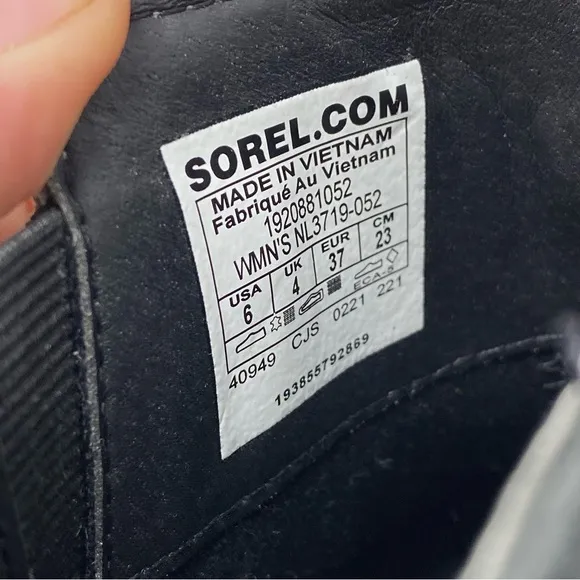 SOREL.COM
MADE IN VIETNAM
Fabriqué Au Vietnam
1920881052
WMN'S NL3719-052
USA UK EUR CM
6 4 37 23
ECA-S
40949 CJS 0221 221
193855792869